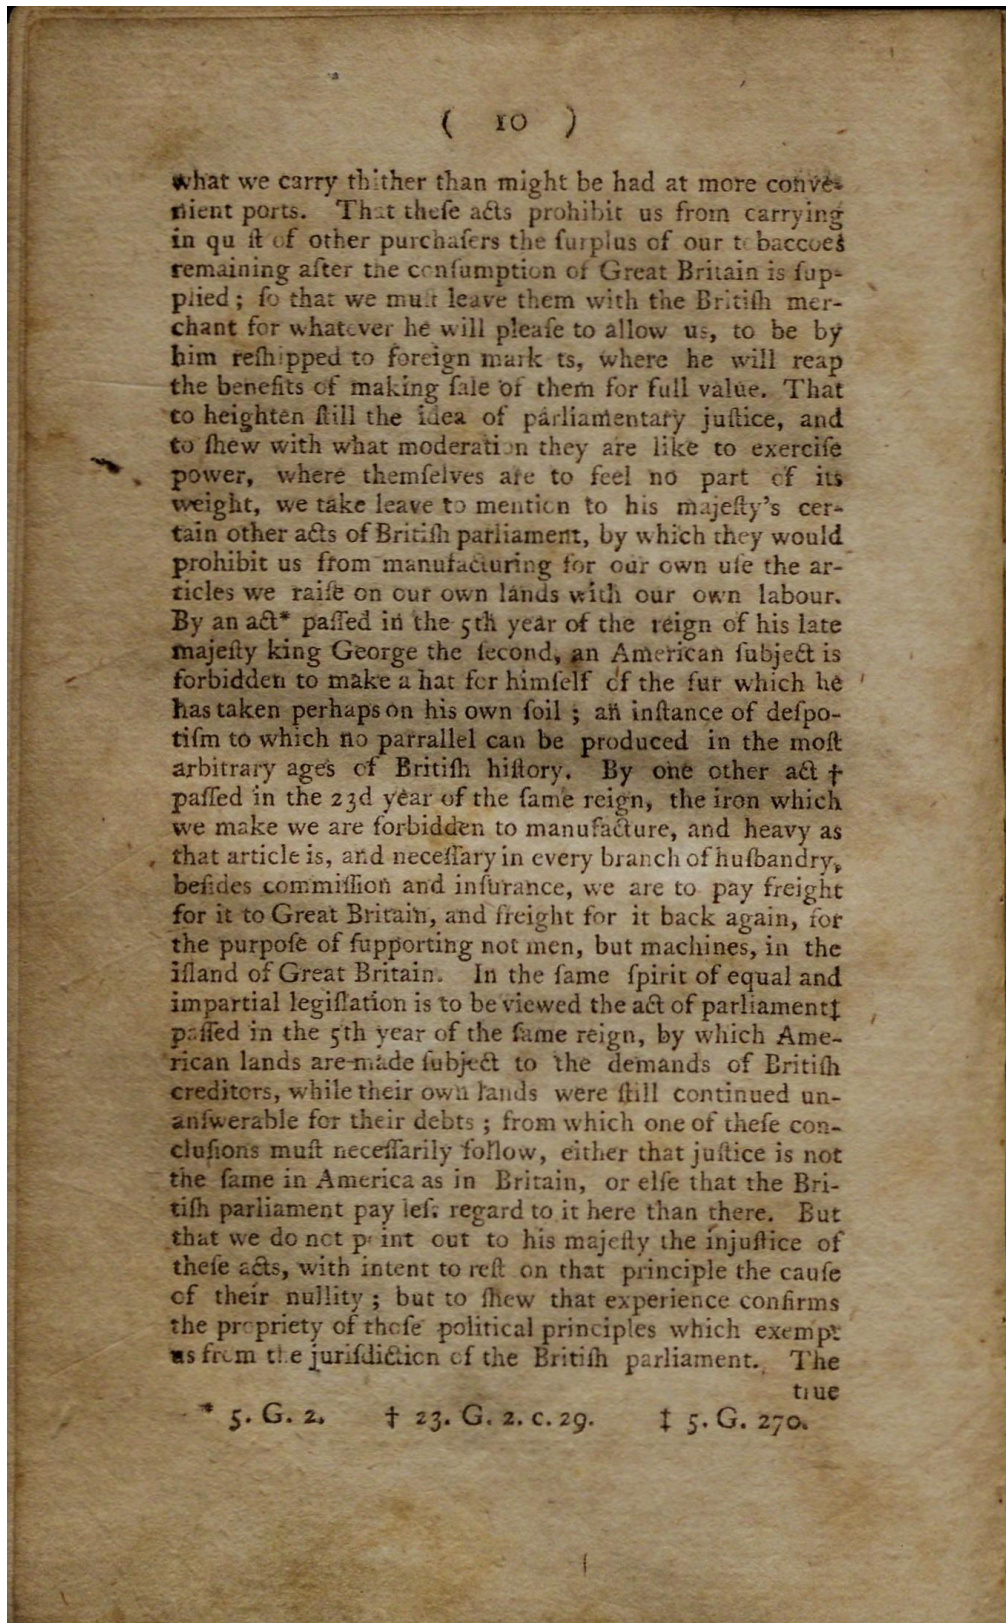 ( 10 )
what we carry thither than might be had at more conve-
nient ports. That theſe acts prohibit us from carrying
in qu ſt of other purchaſers the ſurplus of our tobaccoes
remaining after the conſumption of Great Britain is ſup-
plied ; ſo that we muſt leave them with the Britiſh mer-
chant for whatever he will pleaſe to allow us, to be by
him reſhipped to foreign mark ts, where he will reap
the benefits of making ſale of them for full value. That
to heighten ſtill the idea of parliamentary juſtice, and
to ſhew with what moderation they are like to exerciſe
power, where themſelves are to feel no part of its
weight, we take leave to mention to his majeſty's cer-
tain other acts of Britiſh parliament, by which they would
prohibit us from manufacturing for our own uſe the ar-
ticles we raiſe on our own lands with our own labour.
By an act* paſſed in the 5th year of the reign of his late
majeſty king George the ſecond, an American ſubject is
forbidden to make a hat for himſelf of the fur which he
has taken perhaps on his own ſoil ; an inſtance of deſpo-
tiſm to which no parrallel can be produced in the moſt
arbitrary ages of Britiſh hiſtory. By one other act †
paſſed in the 23d year of the ſame reign, the iron which
we make we are forbidden to manufacture, and heavy as
that article is, and neceſſary in every branch of huſbandry,
beſides commiſſion and inſurance, we are to pay freight
for it to Great Britain, and freight for it back again, for
the purpoſe of ſupporting not men, but machines, in the
iſland of Great Britain. In the ſame ſpirit of equal and
impartial legiſlation is to be viewed the act of parliament‡
paſſed in the 5th year of the ſame reign, by which Ame-
rican lands are made ſubject to the demands of Britiſh
creditors, while their own lands were ſtill continued un-
anſwerable for their debts ; from which one of theſe con-
cluſions muſt neceſſarily follow, either that juſtice is not
the ſame in America as in Britain, or elſe that the Bri-
tiſh parliament pay leſs regard to it here than there. But
that we do not point out to his majeſty the injuſtice of
theſe acts, with intent to reſt on that principle the cauſe
of their nullity ; but to ſhew that experience confirms
the propriety of thoſe political principles which exempt
us from the juriſdiction of the Britiſh parliament. The
true
* 5. G. 2. † 23. G. 2. c. 29. ‡ 5. G. 270.